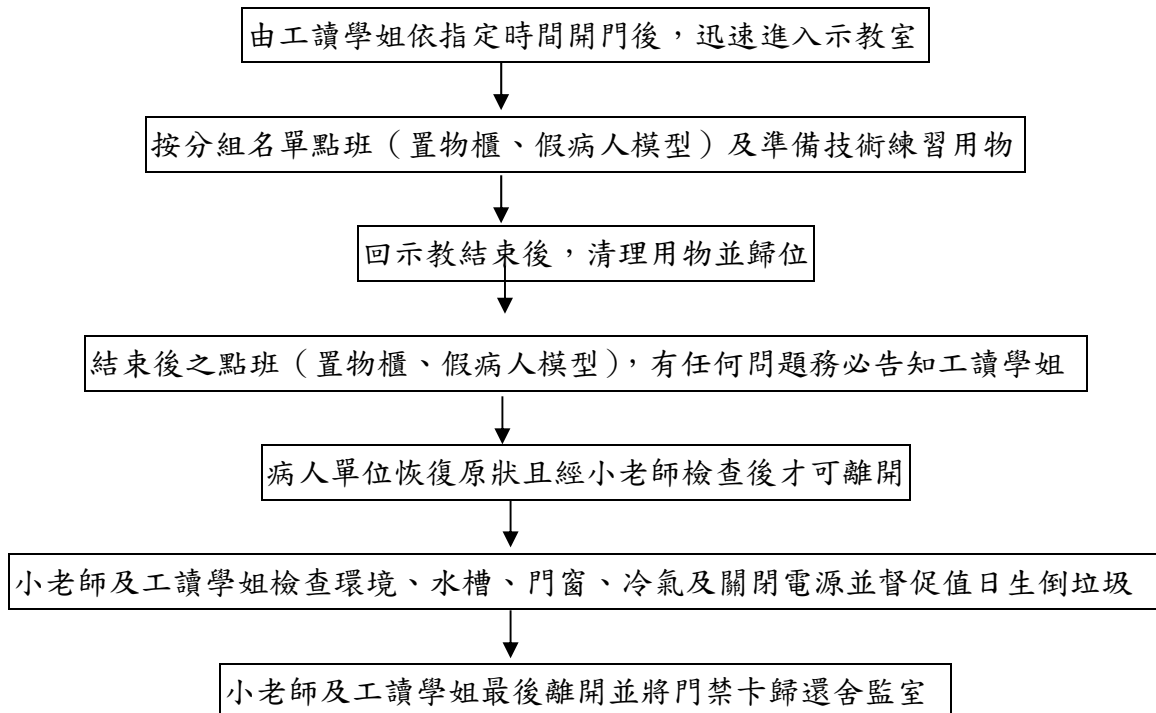 由工讀學姐依指定時間開門後，迅速進入示教室
按分組名單點班（置物櫃、假病人模型）及準備技術練習用物
回示教結束後，清理用物並歸位
結束後之點班（置物櫃、假病人模型），有任何問題務必告知工讀學姐
病人單位恢復原狀且經小老師檢查後才可離開
小老師及工讀學姐檢查環境、水槽、門窗、冷氣及關閉電源並督促值日生倒垃圾
小老師及工讀學姐最後離開並將門禁卡歸還舍監室